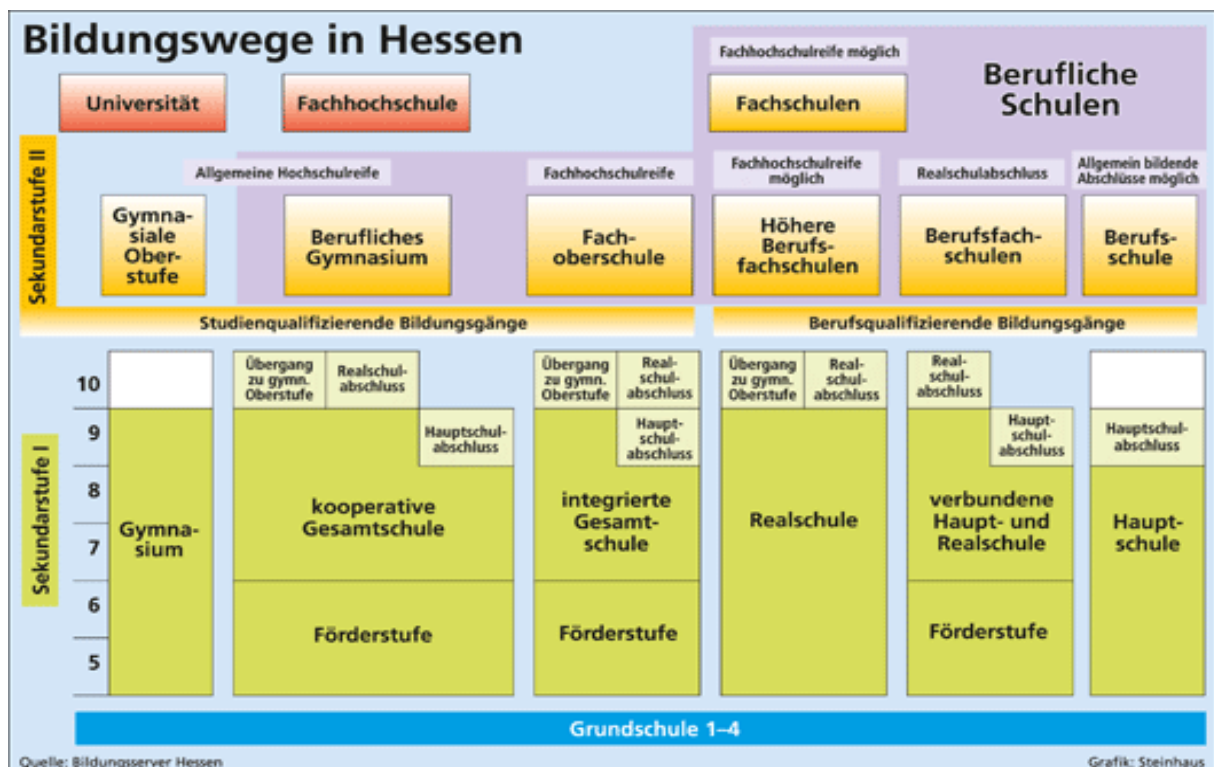 Bildungswege in Hessen
Fachhochschulreife möglich
Berufliche
Schulen
Universität
Fachhochschule
Fachschulen
Sekundarstufe II
Allgemeine Hochschulreife
Fachhochschulreife
Fachhochschulreife
möglich
Realschulabschluss
Allgemein bildende
Abschlüsse möglich
Gymna-
siale
Ober-
stufe
Berufliches
Gymnasium
Fach-
oberschule
Höhere
Berufs-
fachschulen
Berufsfach-
schulen
Berufs-
schule
Studienqualifizierende Bildungsgänge
Berufsqualifizierende Bildungsgänge
Sekundarstufe I
10
9
8
7
6
5
Gymna-
sium
Übergang
zu gymn.
Oberstufe
Realschul-
abschluss
Hauptschul-
abschluss
kooperative
Gesamtschule
Förderstufe
Übergang
zu gymn.
Oberstufe
Real-
schul-
abschluss
Haupt-
schul-
abschluss
integrierte
Gesamt-
schule
Förderstufe
Übergang
zu gymn.
Oberstufe
Real-
schul-
abschluss
Realschule
Real-
schul-
abschluss
Haupt-
schul-
abschluss
verbundene
Haupt- und
Realschule
Förderstufe
Hauptschul-
abschluss
Haupt-
schule
Grundschule 1–4
Quelle: Bildungsserver Hessen
Grafik: Steinhaus